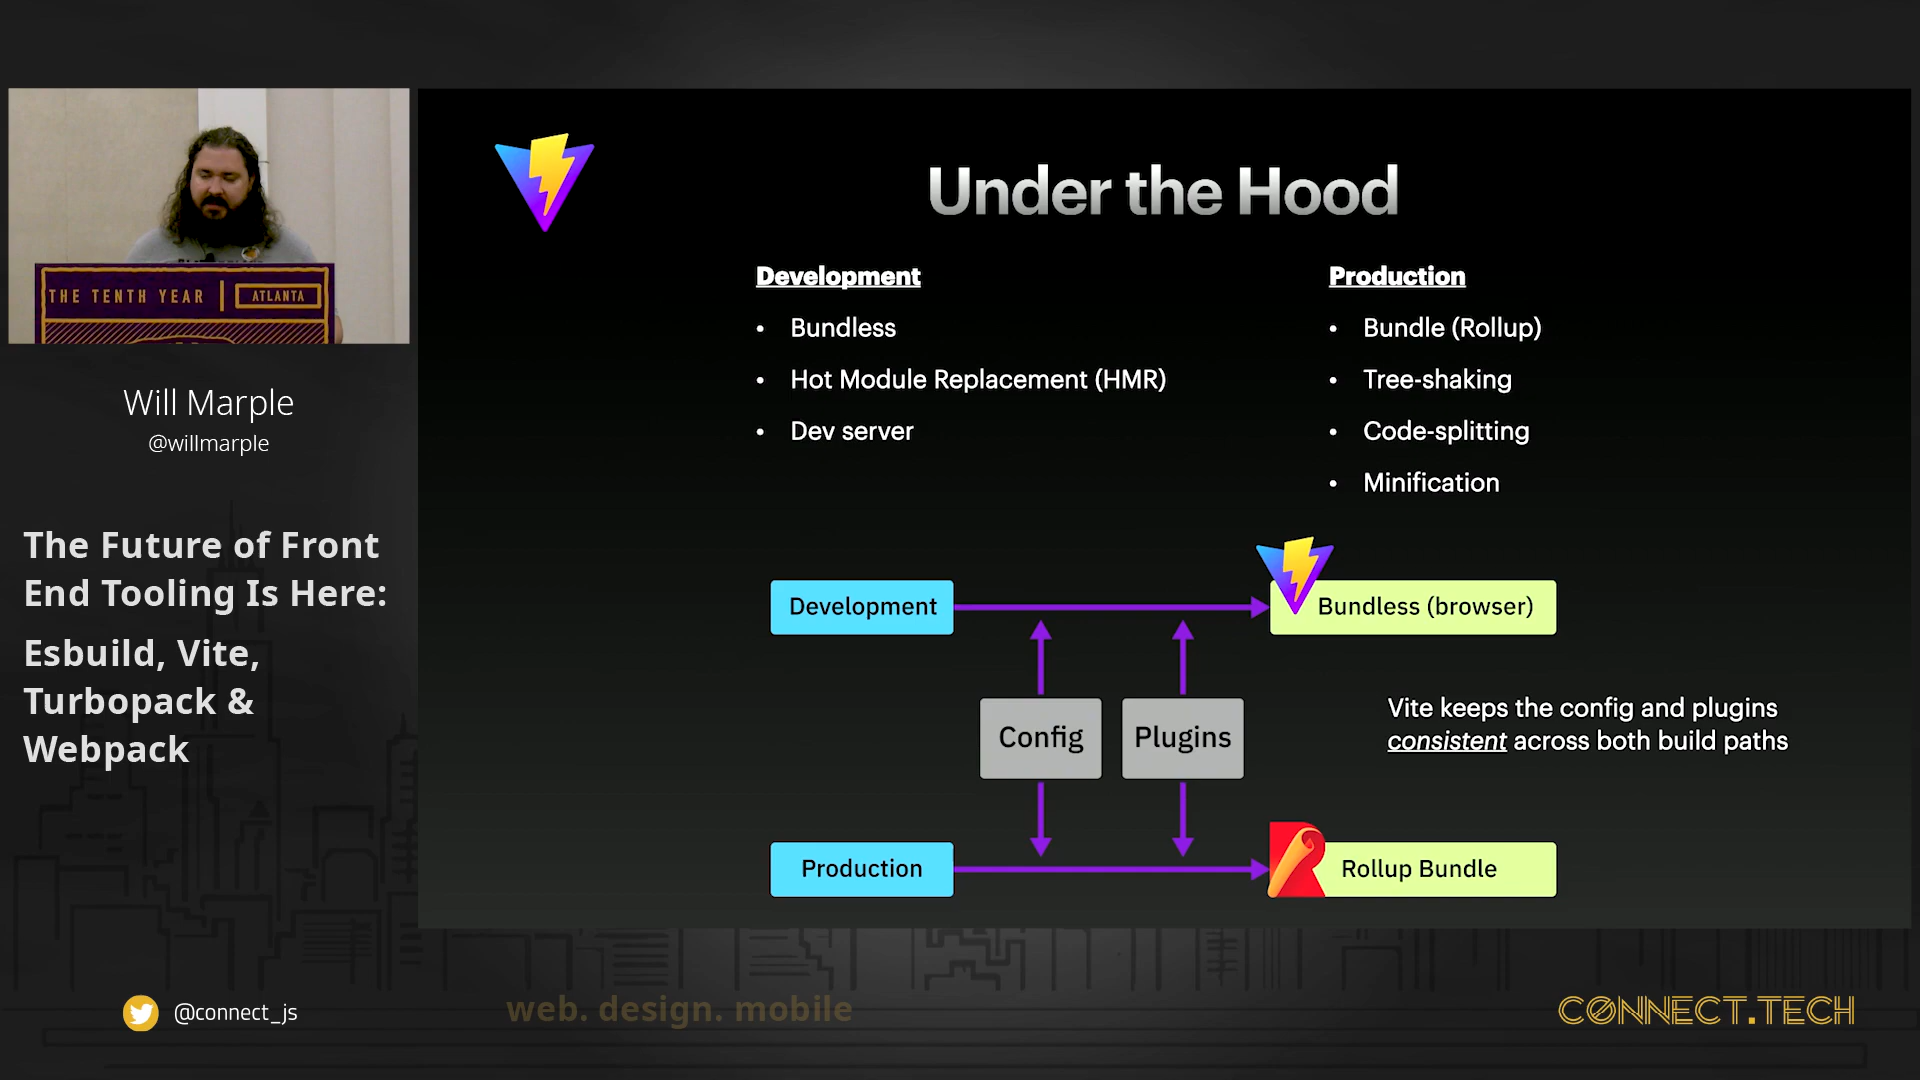 THE TENTH YEAR
ATLANTA
Will Marple
@willmarple
The Future of Front
End Tooling Is Here:
Esbuild, Vite,
Turbopack &
Webpack
Under the Hood
Development
• Bundless
• Hot Module Replacement (HMR)
• Dev server
Production
• Bundle (Rollup)
• Tree-shaking
• Code-splitting
• Minification
Development
Bundless (browser)
Config
Plugins
Vite keeps the config and plugins
consistent across both build paths
Production
Rollup Bundle
@connect_js
web. design. mobile
CONNECT.TECH